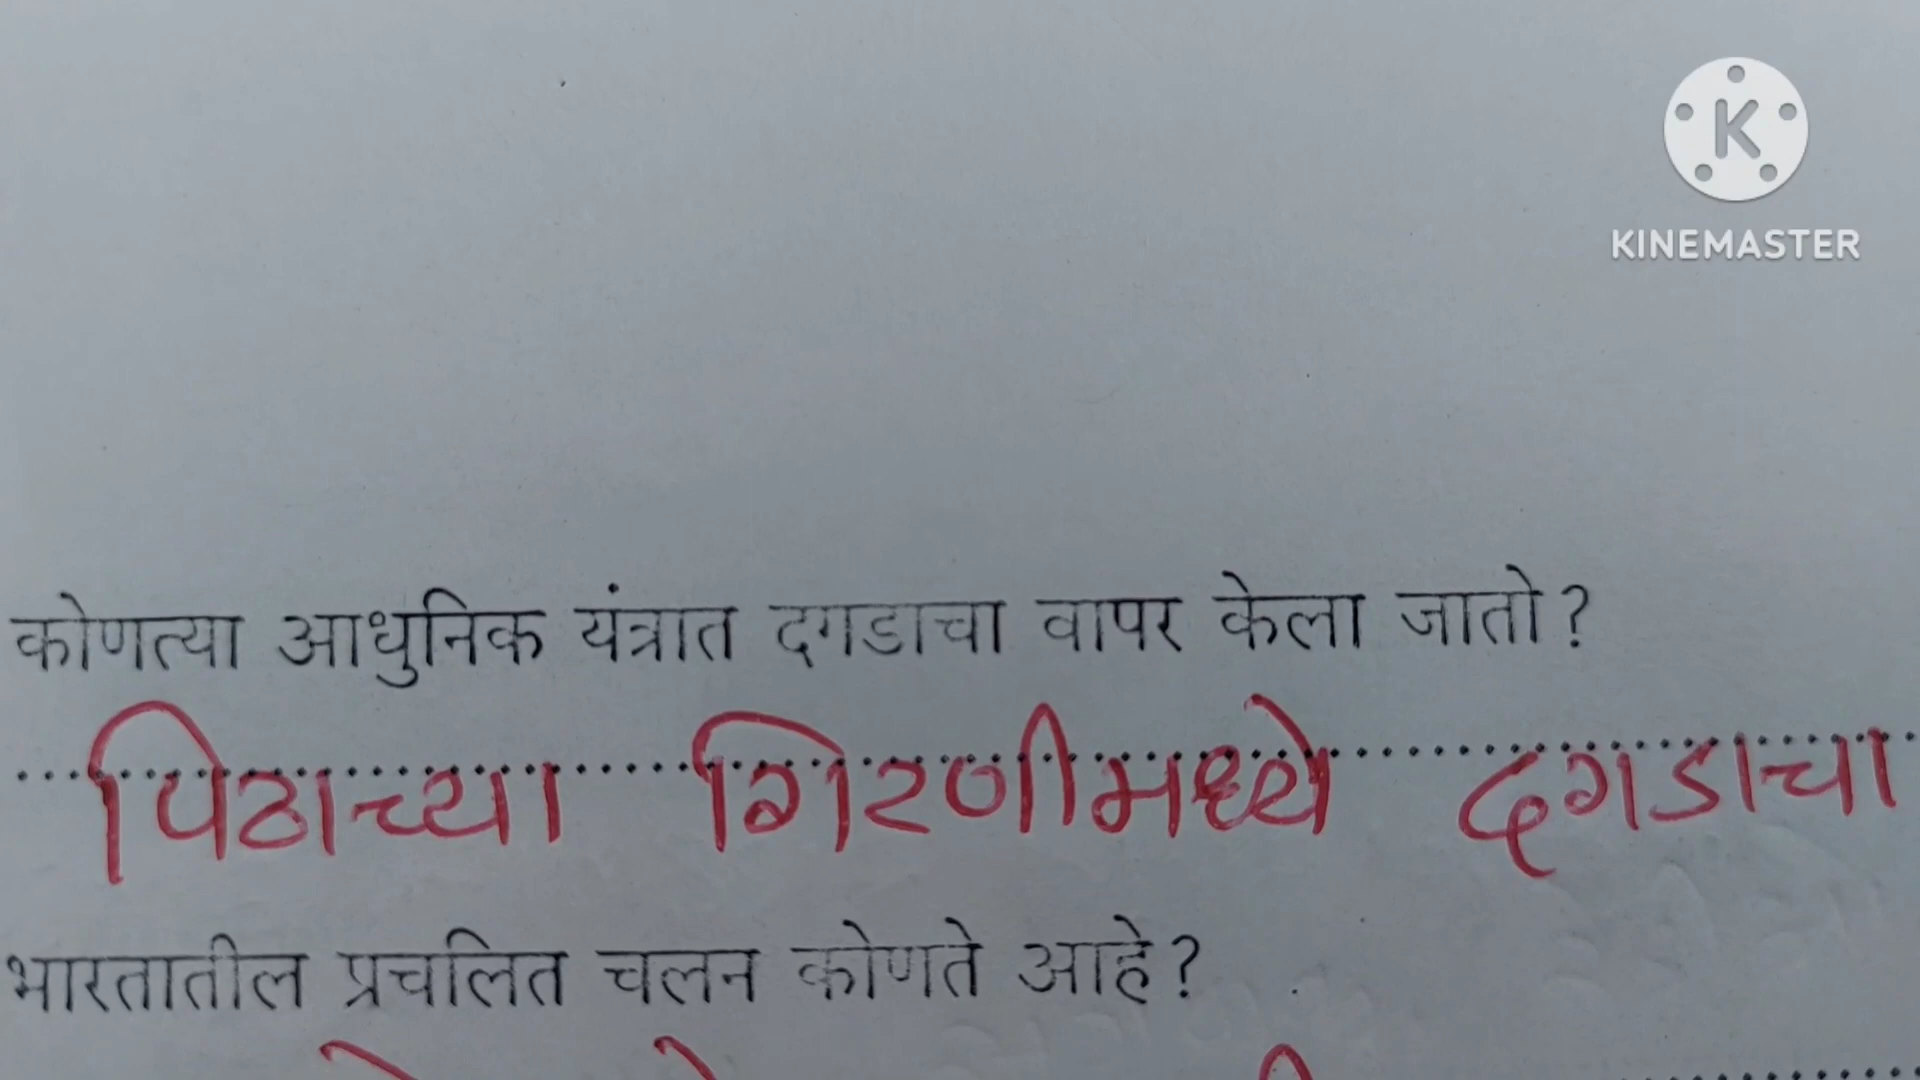 K
KINEMASTER
कोणत्या आधुनिक यंत्रात दगडाचा वापर केला जातो?
पिठाच्या गिरणीमध्ये दगडाचा
भारतातील प्रचलित चलन कोणते आहे?